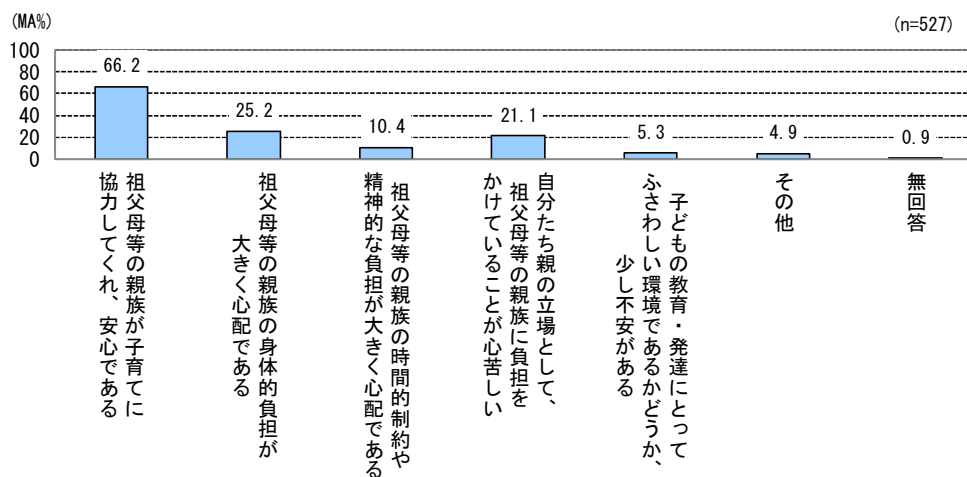 (MA%)
(n=527)
100
80
60
40
20
0
66.2
25.2
10.4
21.1
5.3
4.9
0.9
祖父母等の親族が子育てに
協力してくれ、安心である
祖父母等の親族の身体的負担が
大きく心配である
祖父母等の親族の時間的制約や
精神的な負担が大きく心配である
自分たち親の立場として、
祖父母等の親族に負担を
かけていることが心苦しい
子どもの教育・発達にとって
ふさわしい環境であるかどうか、
少し不安がある
その他
無回答